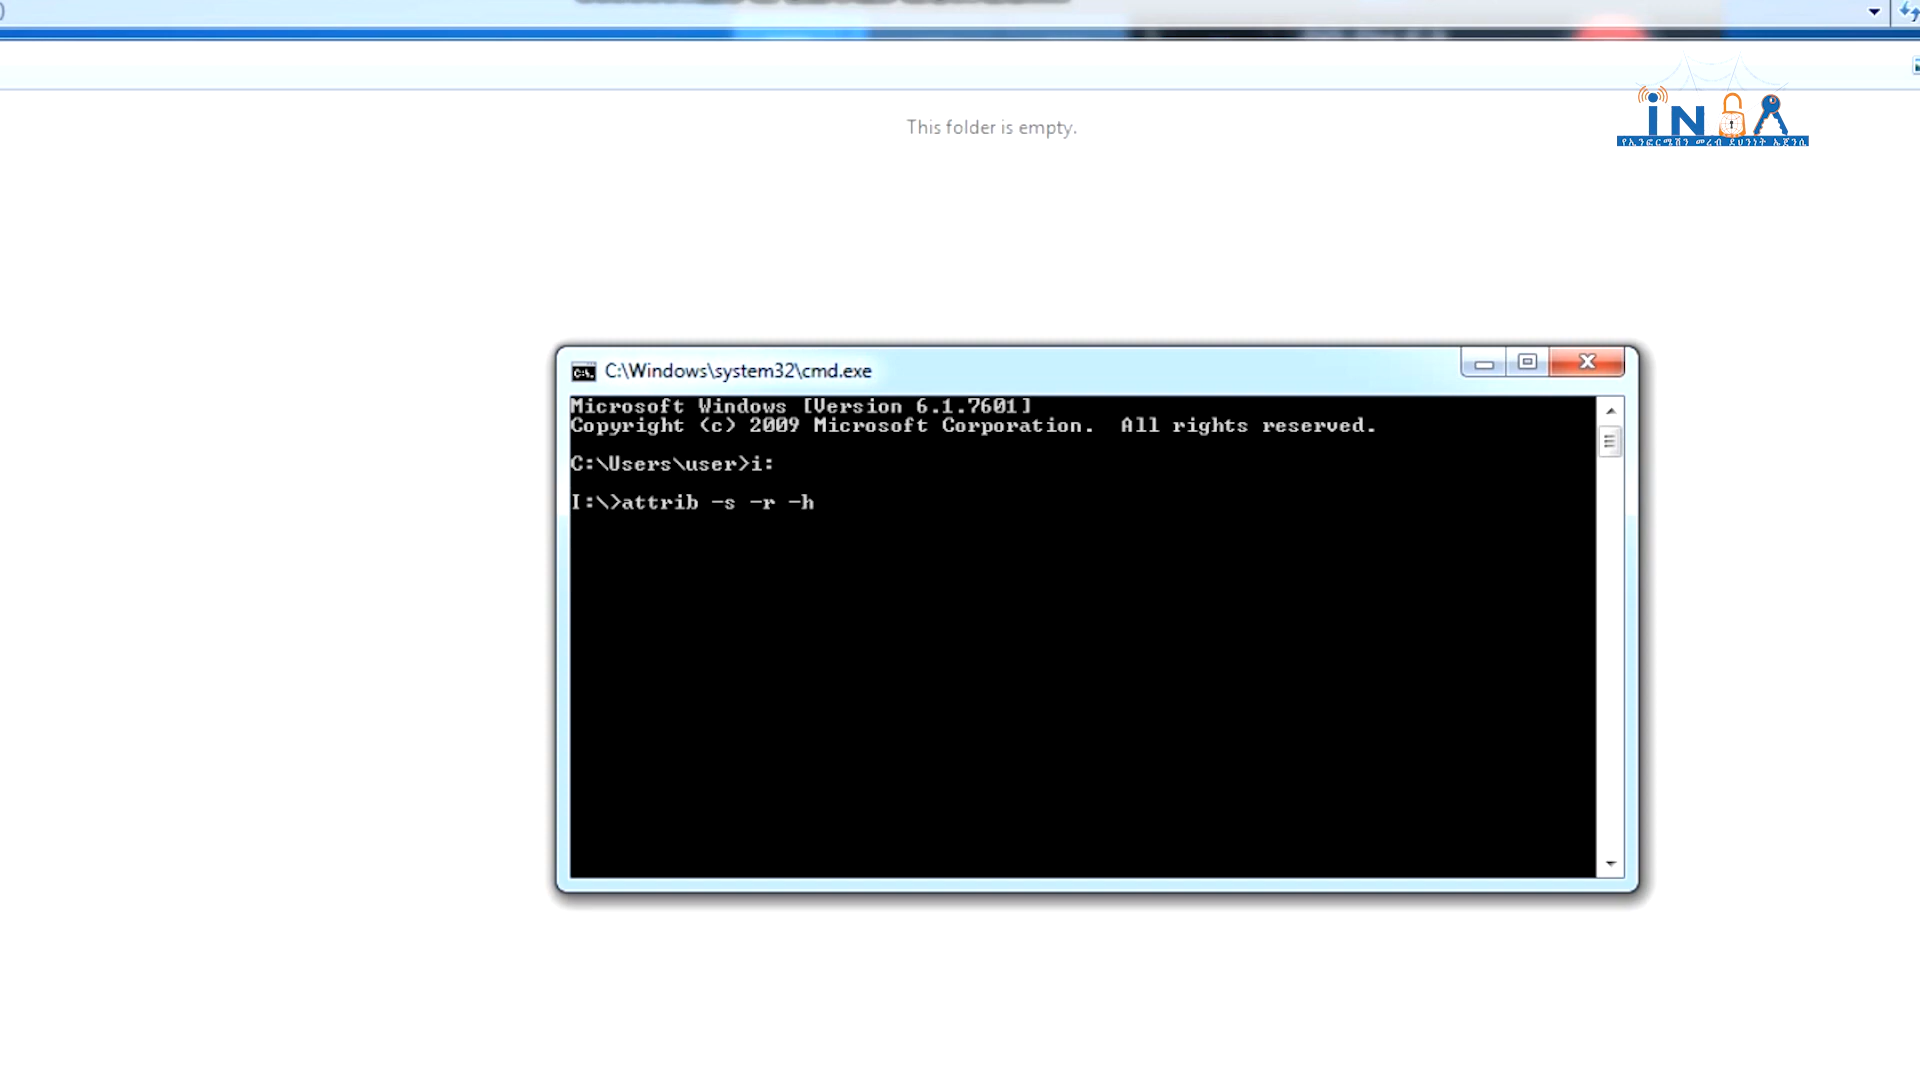 This folder is empty.
iNSA
የኢንፎርሜሽን መረብ ደህንነት ኤጀንሲ
C:\Windows\system32\cmd.exe
Microsoft Windows [Version 6.1.7601]
Copyright (c) 2009 Microsoft Corporation.  All rights reserved.
C:\Users\user>i:
I:\>attrib -s -r -h